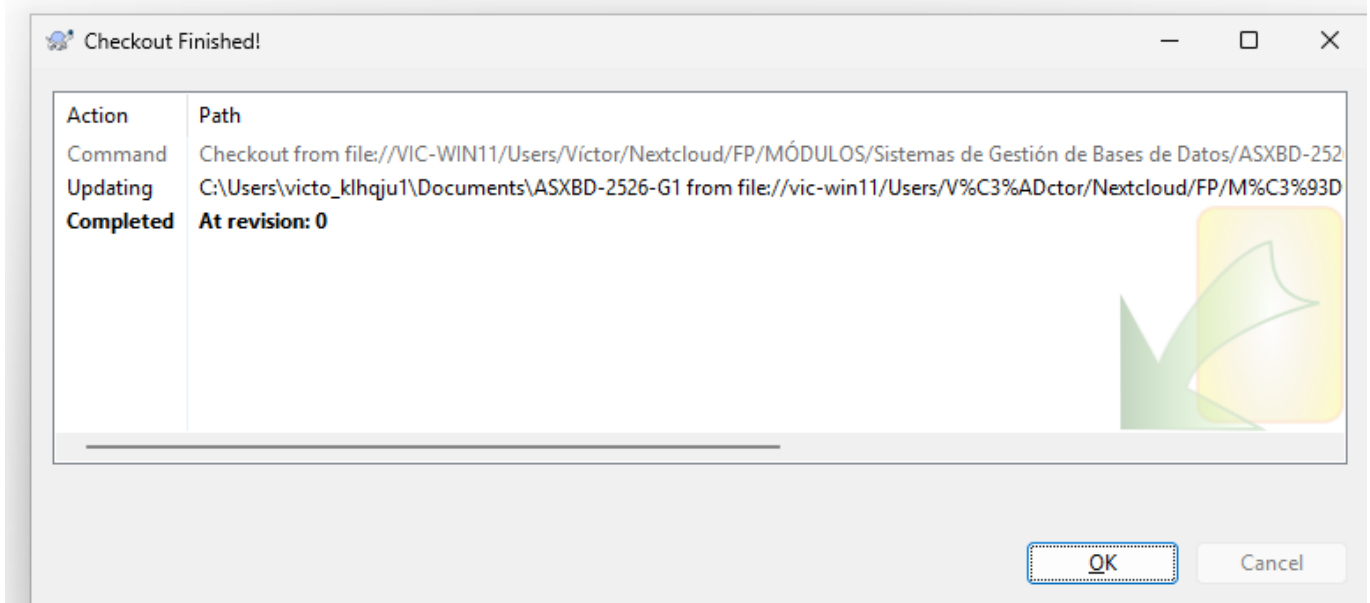 Checkout Finished!
Action Path
Command Checkout from file://VIC-WIN11/Users/Víctor/Nextcloud/FP/MÓDULOS/Sistemas de Gestión de Bases de Datos/ASXBD-252
Updating C:\Users\victo_klhqju1\Documents\ASXBD-2526-G1 from file://vic-win11/Users/V%C3%ADctor/Nextcloud/FP/M%C3%93D
Completed At revision: 0
OK Cancel